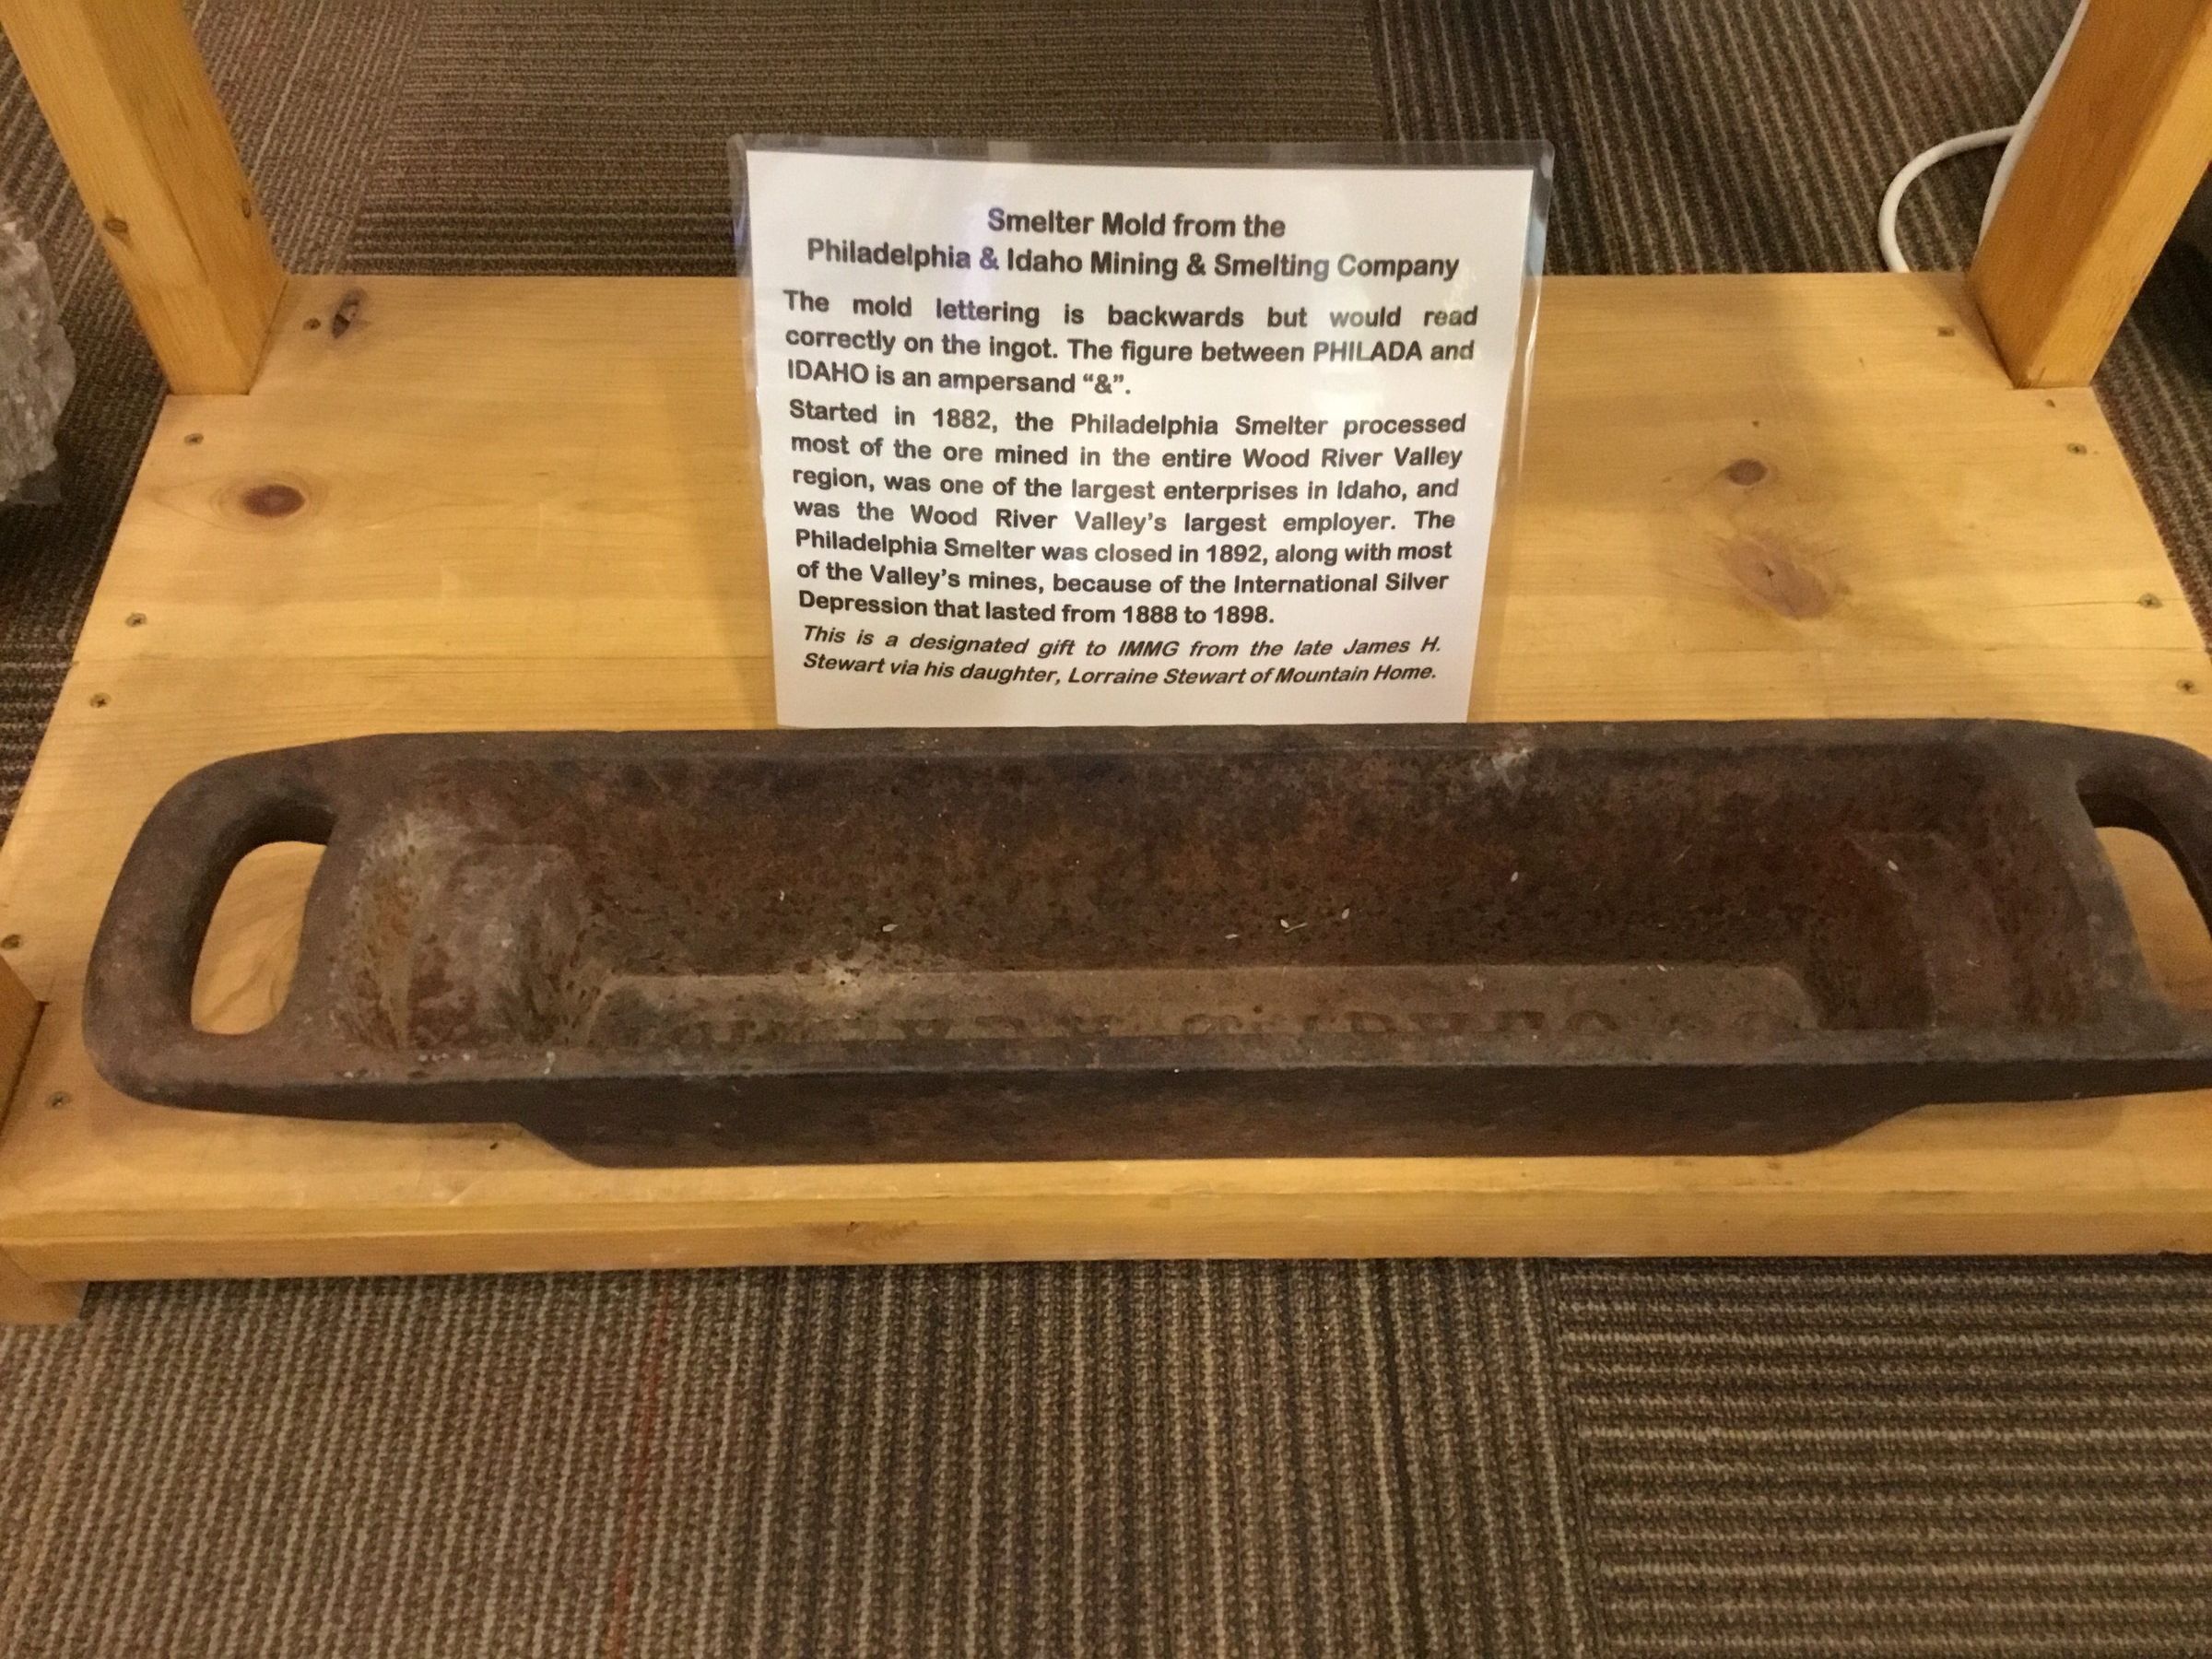 Smelter Mold from the
Philadelphia & Idaho Mining & Smelting Company
The mold lettering is backwards but would read
correctly on the ingot. The figure between PHILADA and
IDAHO is an ampersand “&”.
Started in 1882, the Philadelphia Smelter processed
most of the ore mined in the entire Wood River Valley
region, was one of the largest enterprises in Idaho, and
was the Wood River Valley’s largest employer. The
Philadelphia Smelter was closed in 1892, along with most
of the Valley’s mines, because of the International Silver
Depression that lasted from 1888 to 1898.
This is a designated gift to IMMG from the late James H.
Stewart via his daughter, Lorraine Stewart of Mountain Home.